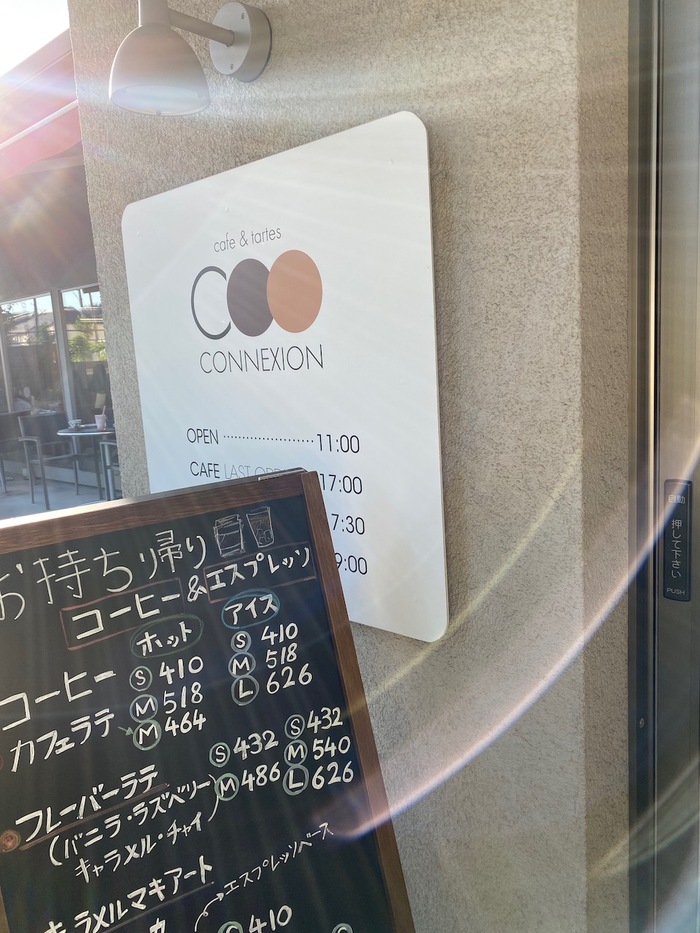 cafe & tartes
CONNEXION
OPEN 11:00
CAFE LAST 17:00
7:30
9:00
自動
押して下さい
PUSH
お持ち帰り
コーヒー&エスプレッソ
ホット アイス
コーヒー Ⓢ 410 Ⓢ 410
Ⓜ 518 Ⓜ 518
カフェラテ Ⓜ 464 Ⓛ 626
Ⓢ 432 Ⓢ 432
フレーバーラテ Ⓜ 486 Ⓜ 540
(バニラ・ラズベリー Ⓛ 626
キャラメル・チャイ)
キャラメルマキアート
エスプレッソベース
410